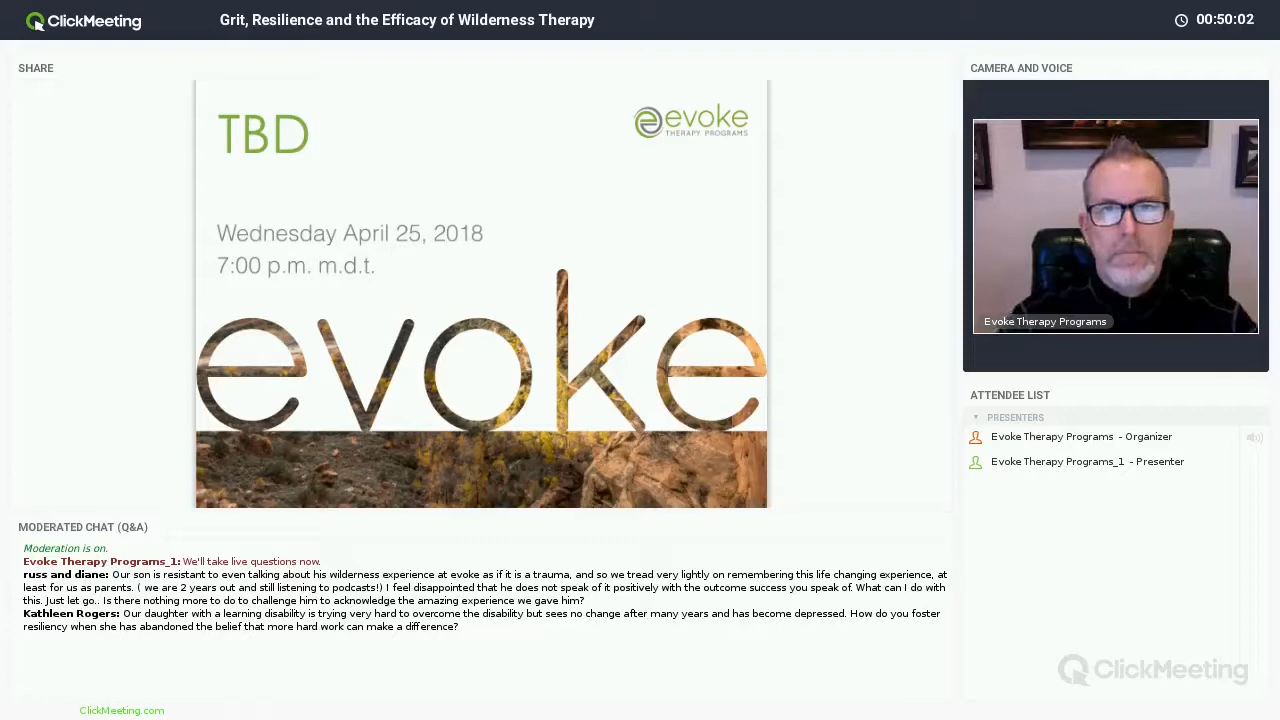 ClickMeeting
Grit, Resilience and the Efficacy of Wilderness Therapy
00:50:02
SHARE
CAMERA AND VOICE
TBD
evoke
THERAPY PROGRAMS
Wednesday April 25, 2018
7:00 p.m. m.d.t.
evoke
Evoke Therapy Programs
ATTENDEE LIST
PRESENTERS
Evoke Therapy Programs - Organizer
Evoke Therapy Programs_1 - Presenter
MODERATED CHAT (Q&A)
Moderation is on.
Evoke Therapy Programs_1: We'll take live questions now.
russ and diane: Our son is resistant to even talking about his wilderness experience at evoke as if it is a trauma, and so we tread very lightly on remembering this life changing experience, at
least for us as parents. ( we are 2 years out and still listening to podcasts!) I feel disappointed that he does not speak of it positively with the outcome success you speak of. What can I do with
this. Just let go.. Is there nothing more to do to challenge him to acknowledge the amazing experience we gave him?
Kathleen Rogers: Our daughter with a learning disability is trying very hard to overcome the disability but sees no change after many years and has become depressed. How do you foster
resiliency when she has abandoned the belief that more hard work can make a difference?
ClickMeeting
ClickMeeting.com